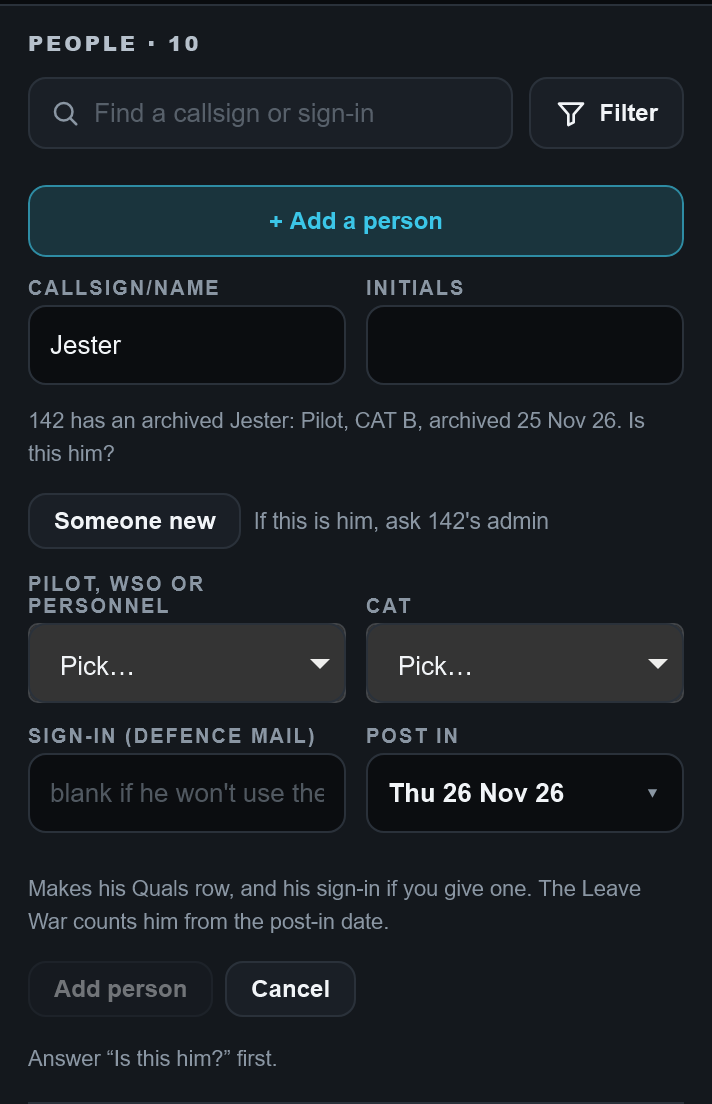 PEOPLE · 10
Find a callsign or sign-in
Filter
+ Add a person
CALLSIGN/NAME
INITIALS
Jester
142 has an archived Jester: Pilot, CAT B, archived 25 Nov 26. Is
this him?
Someone new
If this is him, ask 142's admin
PILOT, WSO OR
PERSONNEL
CAT
Pick…
Pick…
SIGN-IN (DEFENCE MAIL)
POST IN
blank if he won't use the
Thu 26 Nov 26
Makes his Quals row, and his sign-in if you give one. The Leave
War counts him from the post-in date.
Add person
Cancel
Answer “Is this him?” first.